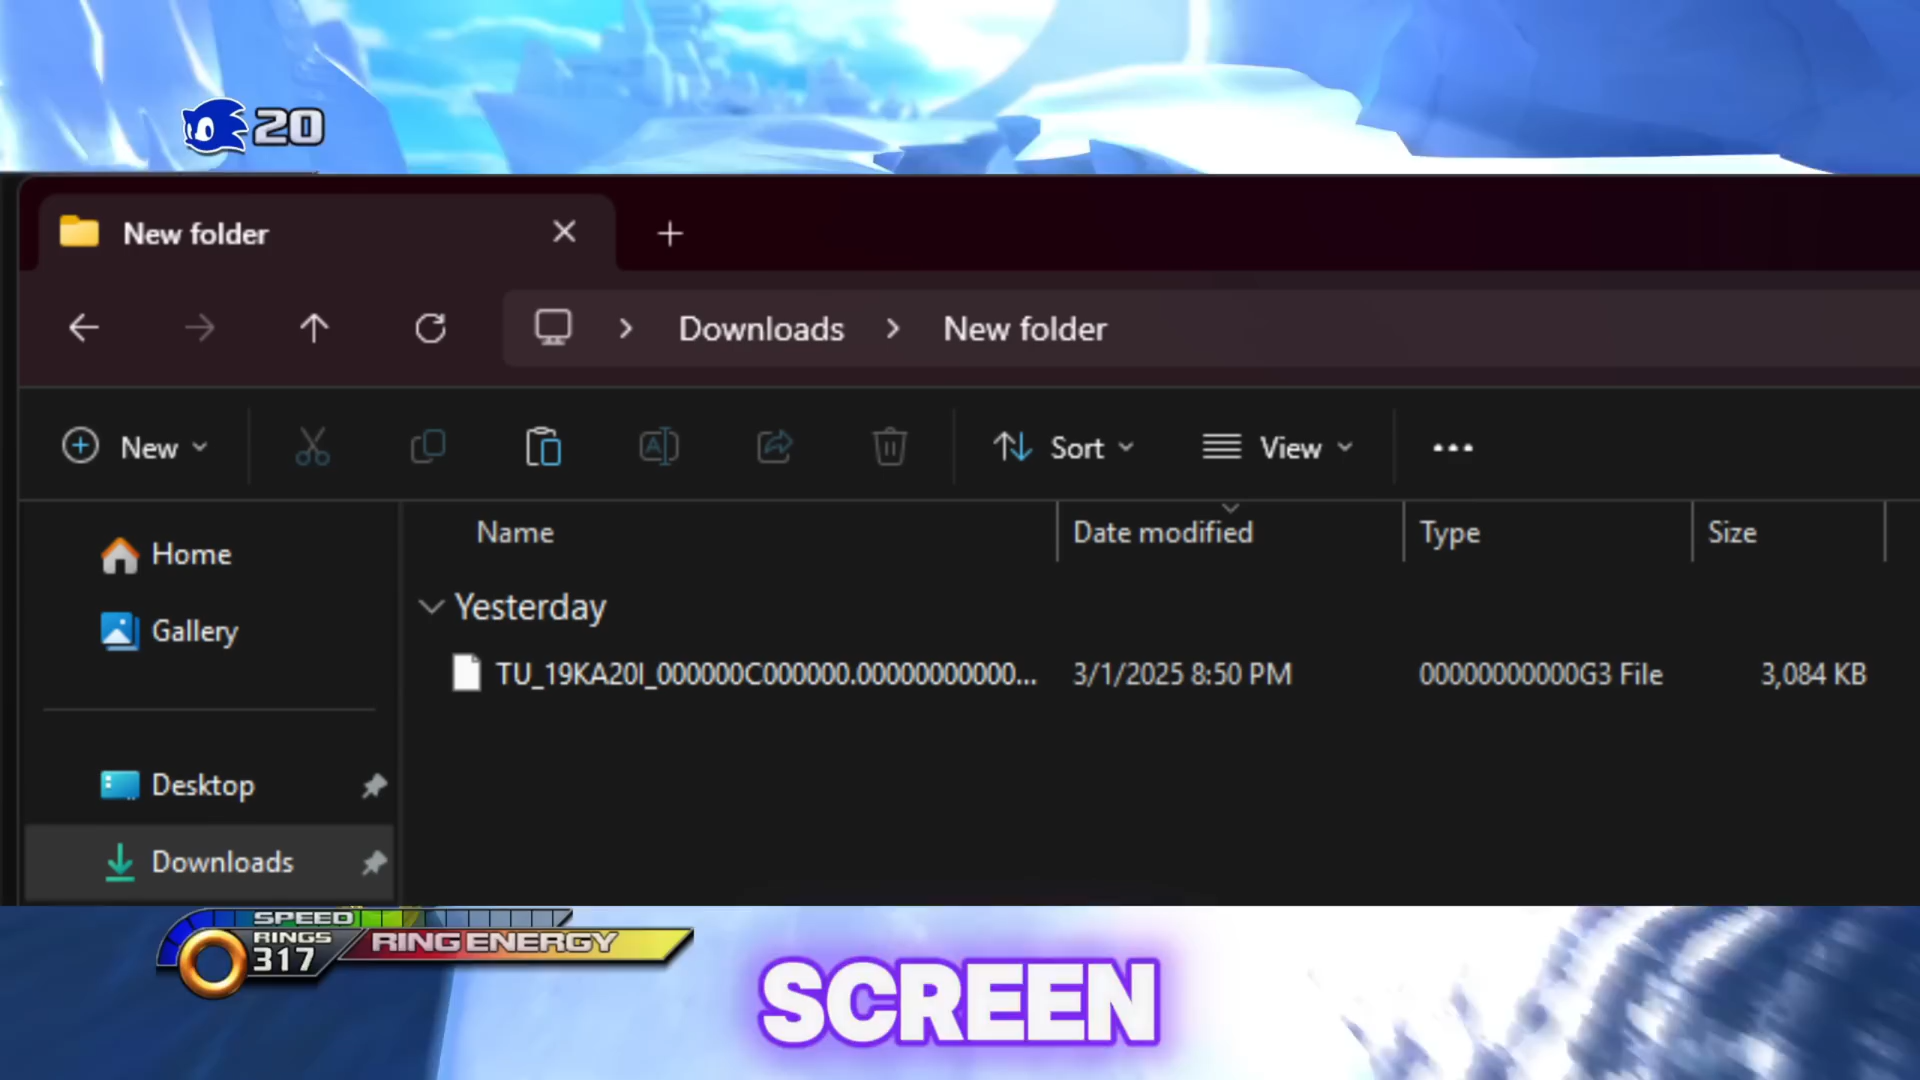 20
New folder
Downloads New folder
New Sort View
Name Date modified Type Size
Home
Gallery
Yesterday
TU_19KA20I_000000C000000.00000000000... 3/1/2025 8:50 PM 00000000000G3 File 3,084 KB
Desktop
Downloads
SPEED
RINGS
317
RING ENERGY
SCREEN